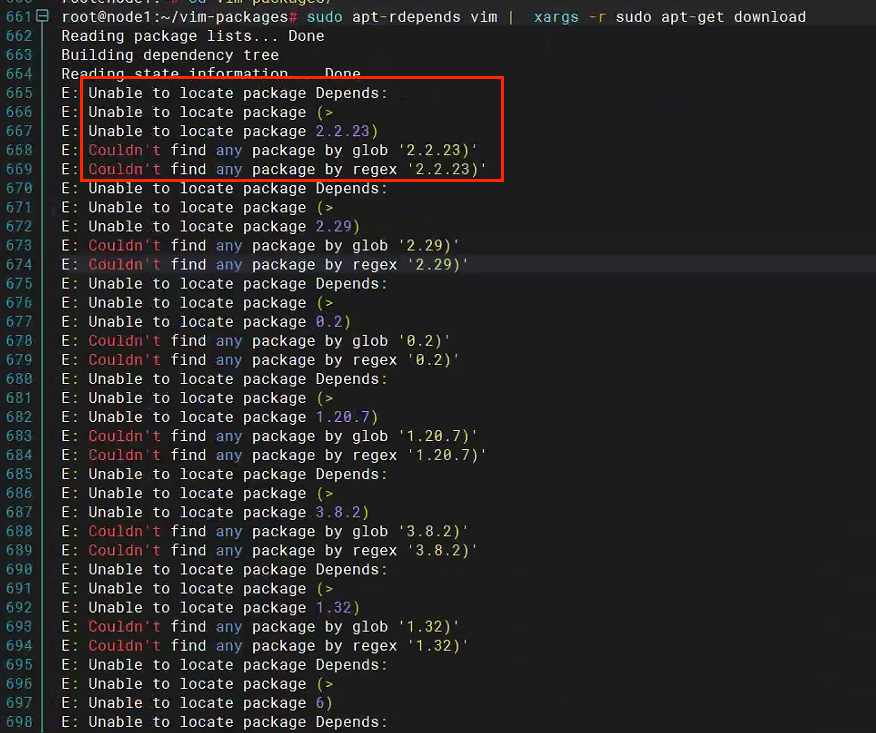 661 root@node1:~/vim-packages# sudo apt-rdepends vim | xargs -r sudo apt-get download
662 Reading package lists... Done
663 Building dependency tree
664 Reading state information... Done
665 E: Unable to locate package Depends:
666 E: Unable to locate package (>
667 E: Unable to locate package 2.2.23)
668 E: Couldn't find any package by glob '2.2.23)'
669 E: Couldn't find any package by regex '2.2.23)'
670 E: Unable to locate package Depends:
671 E: Unable to locate package (>
672 E: Unable to locate package 2.29)
673 E: Couldn't find any package by glob '2.29)'
674 E: Couldn't find any package by regex '2.29)'
675 E: Unable to locate package Depends:
676 E: Unable to locate package (>
677 E: Unable to locate package 0.2)
678 E: Couldn't find any package by glob '0.2)'
679 E: Couldn't find any package by regex '0.2)'
680 E: Unable to locate package Depends:
681 E: Unable to locate package (>
682 E: Unable to locate package 1.20.7)
683 E: Couldn't find any package by glob '1.20.7)'
684 E: Couldn't find any package by regex '1.20.7)'
685 E: Unable to locate package Depends:
686 E: Unable to locate package (>
687 E: Unable to locate package 3.8.2)
688 E: Couldn't find any package by glob '3.8.2)'
689 E: Couldn't find any package by regex '3.8.2)'
690 E: Unable to locate package Depends:
691 E: Unable to locate package (>
692 E: Unable to locate package 1.32)
693 E: Couldn't find any package by glob '1.32)'
694 E: Couldn't find any package by regex '1.32)'
695 E: Unable to locate package Depends:
696 E: Unable to locate package (>
697 E: Unable to locate package 6)
698 E: Unable to locate package Depends: